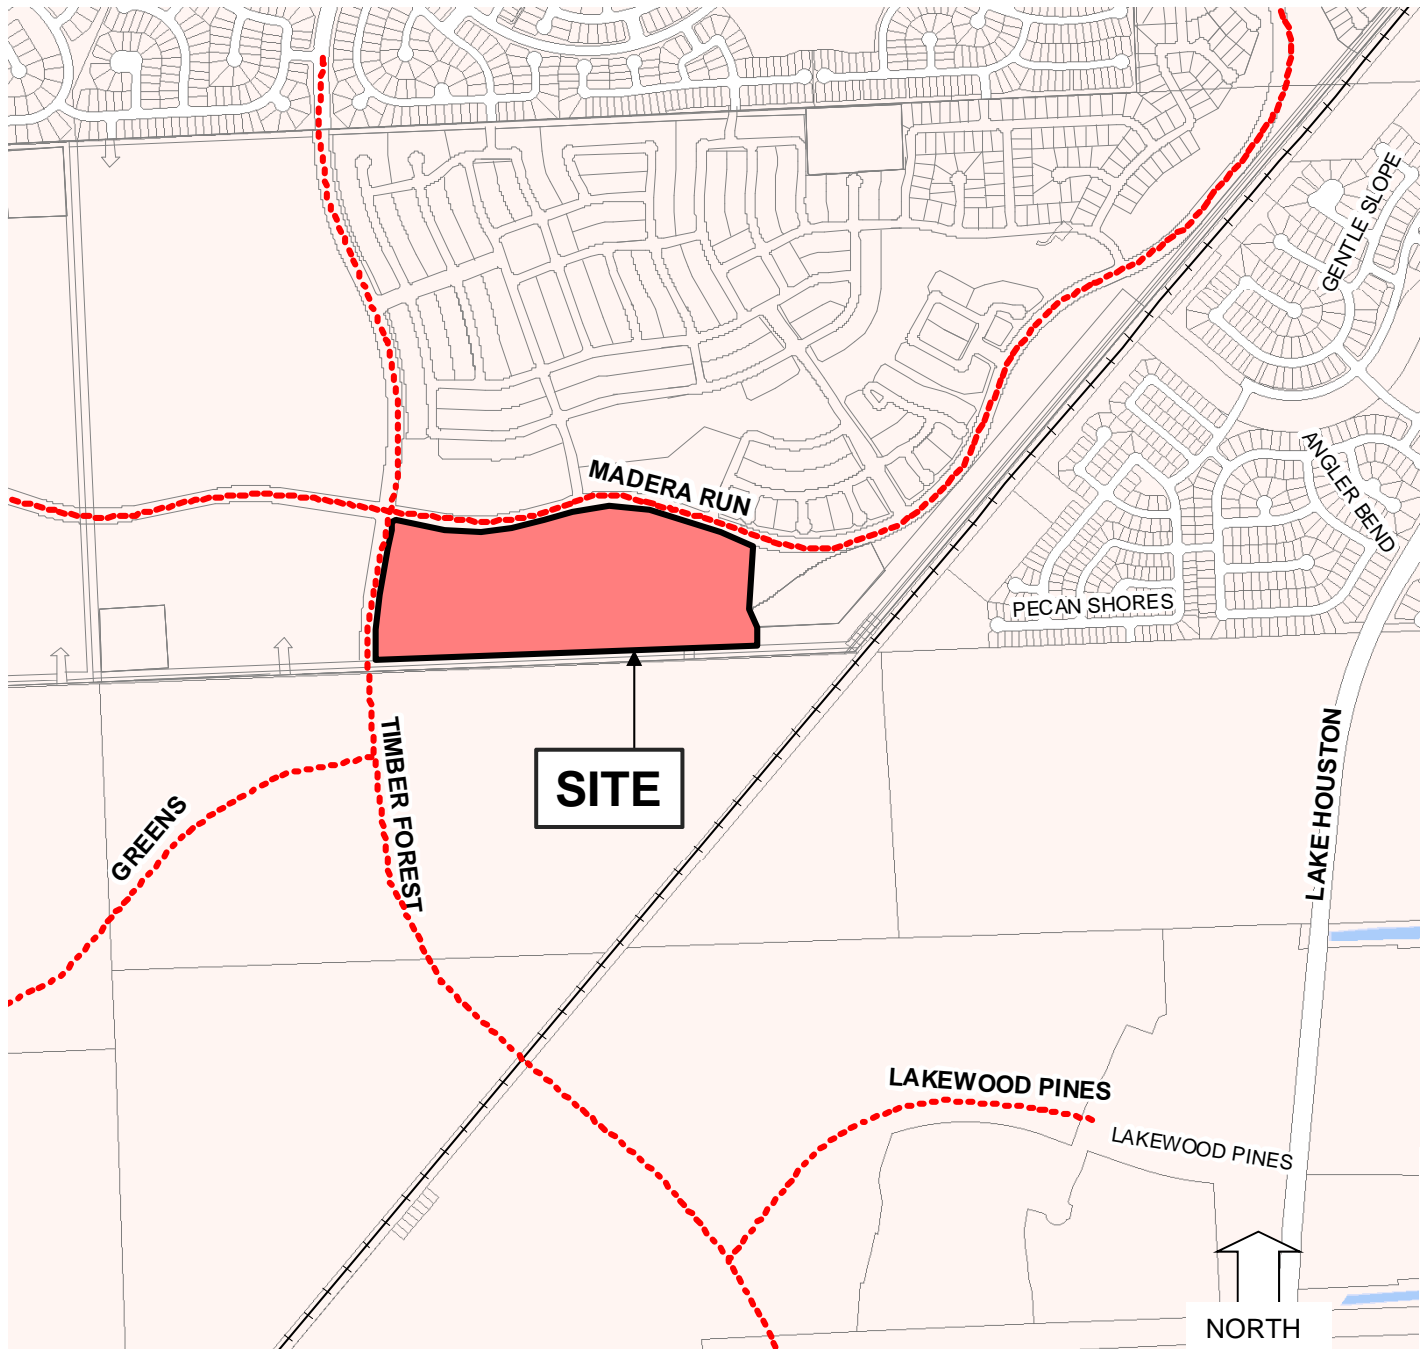 GENTLE SLOPE
ANGLER BEND
MADERA RUN
PECAN SHORES
TIMBER FOREST
SITE
LAKE HOUSTON
GREENS
LAKEWOOD PINES
LAKEWOOD PINES
NORTH